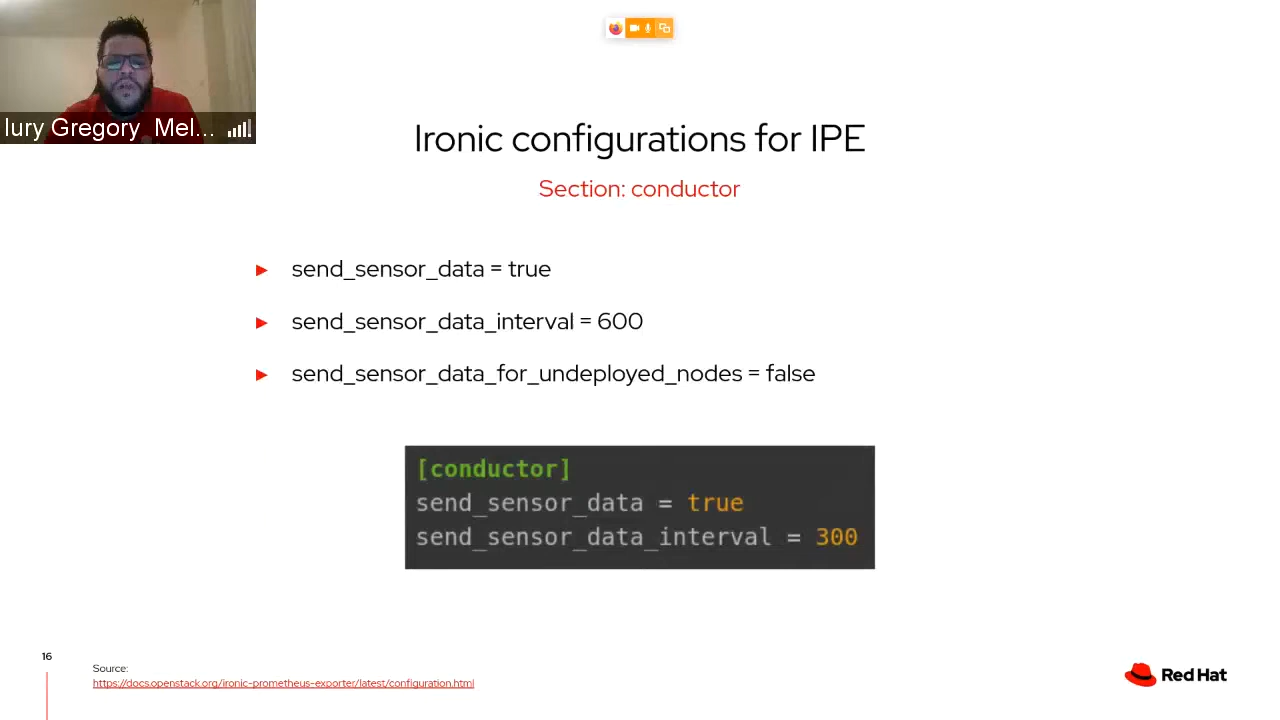 Iury Gregory Mel...
Ironic configurations for IPE
Section: conductor
► send_sensor_data = true
► send_sensor_data_interval = 600
► send_sensor_data_for_undeployed_nodes = false
[conductor]
send_sensor_data = true
send_sensor_data_interval = 300
16
Source:
https://docs.openstack.org/ironic-prometheus-exporter/latest/configuration.html
Red Hat